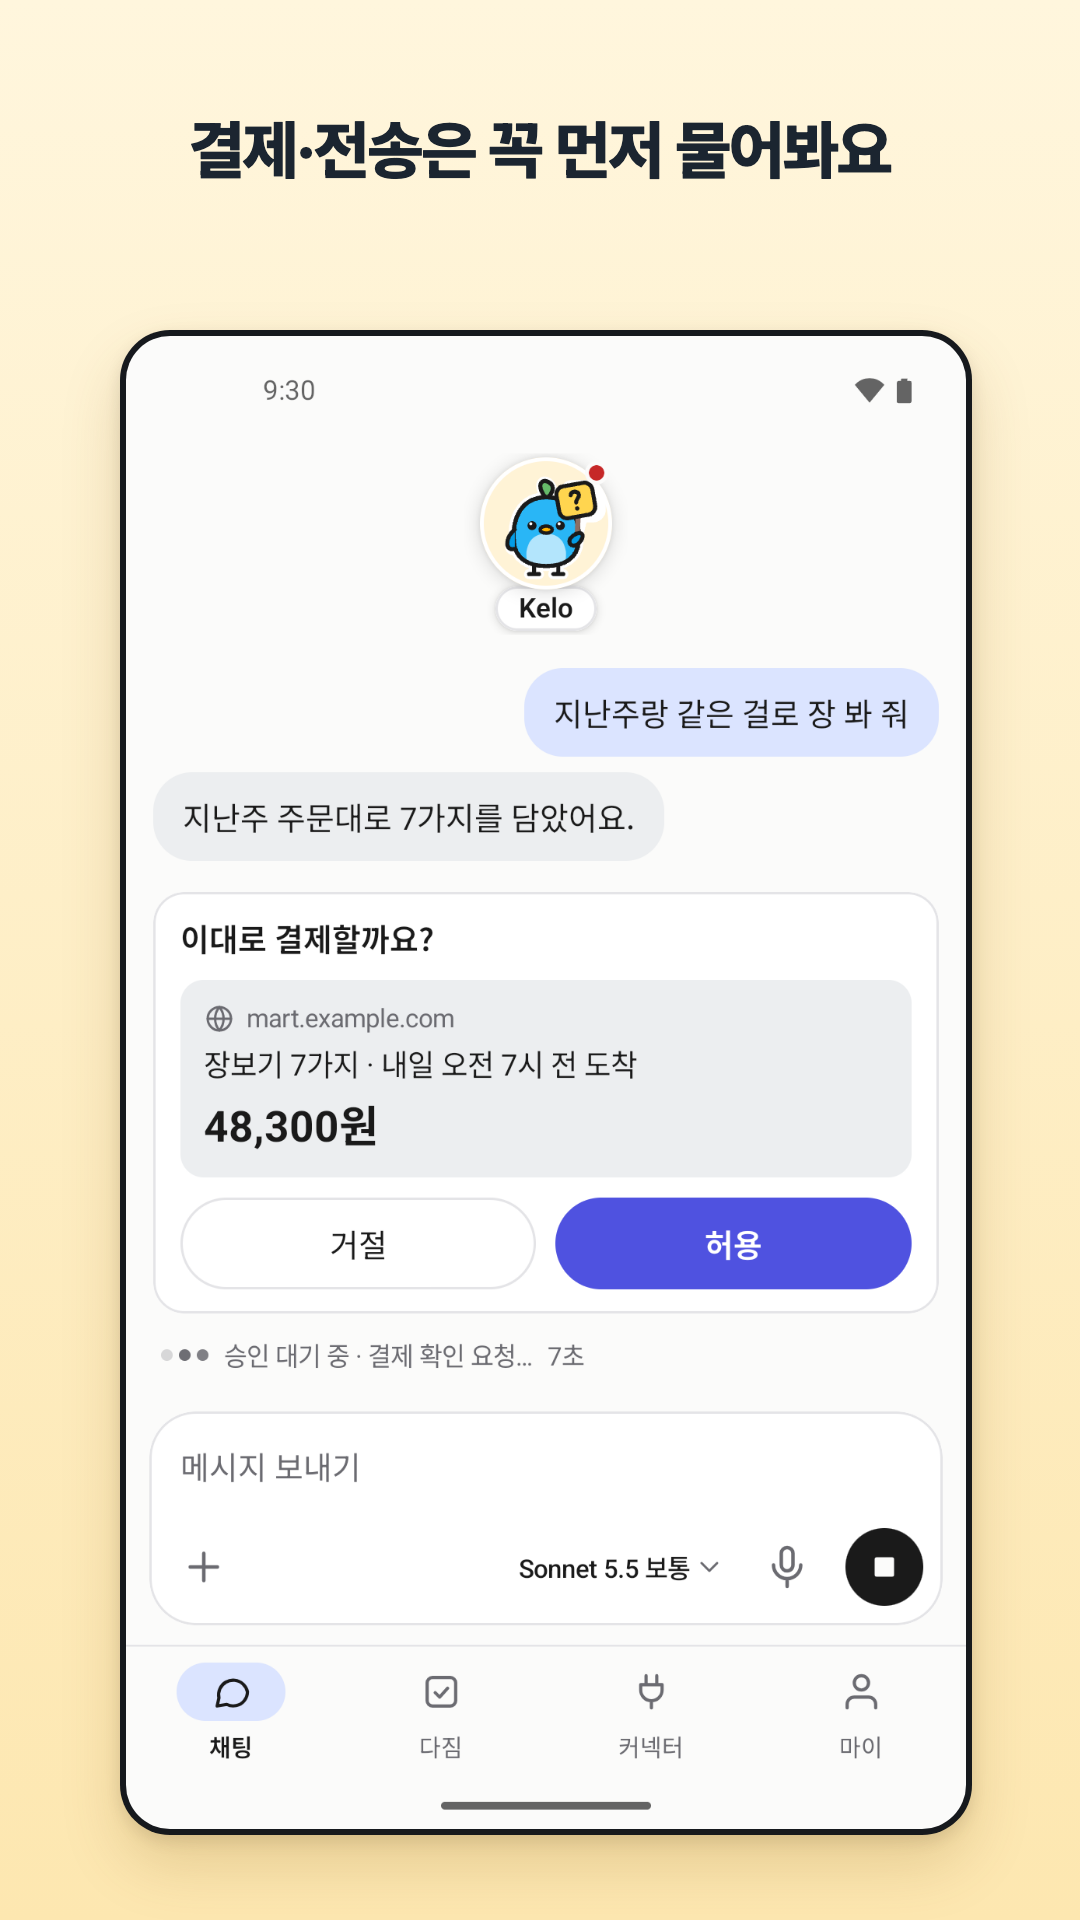 결제·전송은 꼭 먼저 물어봐요
9:30
?
Kelo
지난주랑 같은 걸로 장 봐 줘
지난주 주문대로 7가지를 담았어요.
이대로 결제할까요?
mart.example.com
장보기 7가지 · 내일 오전 7시 전 도착
48,300원
거절
허용
승인 대기 중 · 결제 확인 요청... 7초
메시지 보내기
Sonnet 5.5 보통
채팅
다짐
커넥터
마이